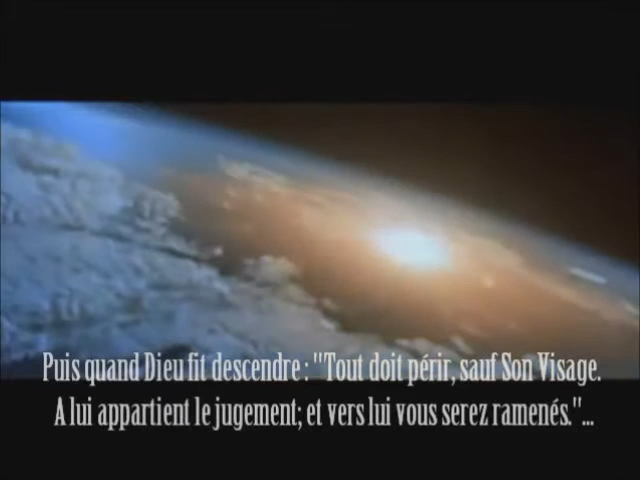 Puis quand Dieu fit descendre : "Tout doit périr, sauf Son Visage.
A lui appartient le jugement; et vers lui vous serez ramenés."...